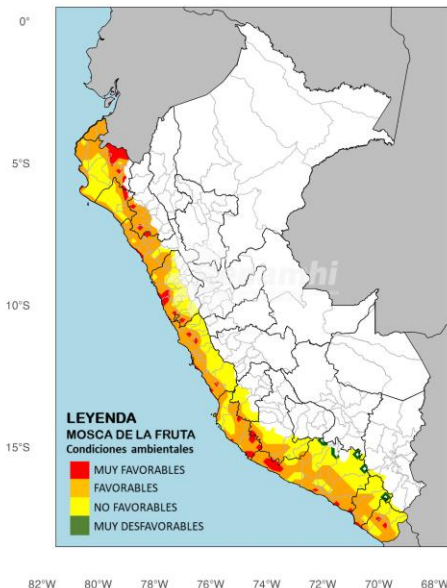 0°
5°S
10°S
15°S
LEYENDA
MOSCA DE LA FRUTA
Condiciones ambientales
MUY FAVORABLES
FAVORABLES
NO FAVORABLES
MUY DESFAVORABLES
82°W 80°W 78°W 76°W 74°W 72°W 70°W 68°W